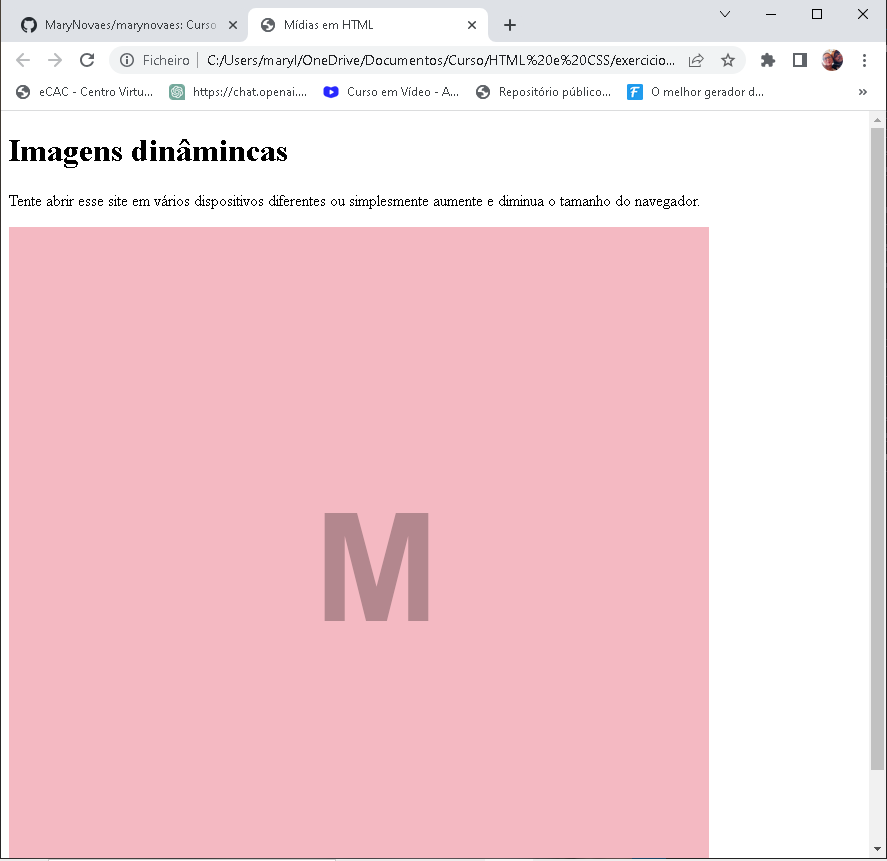 MaryNovaes/marynovaes: Curso
Mídias em HTML
Ficheiro
C:/Users/maryl/OneDrive/Documentos/Curso/HTML%20e%20CSS/exercicio...
eCAC - Centro Virtu...
https://chat.openai....
Curso em Vídeo - A...
Repositório público...
O melhor gerador d...
Imagens dinâmincas
Tente abrir esse site em vários dispositivos diferentes ou simplesmente aumente e diminua o tamanho do navegador.
M